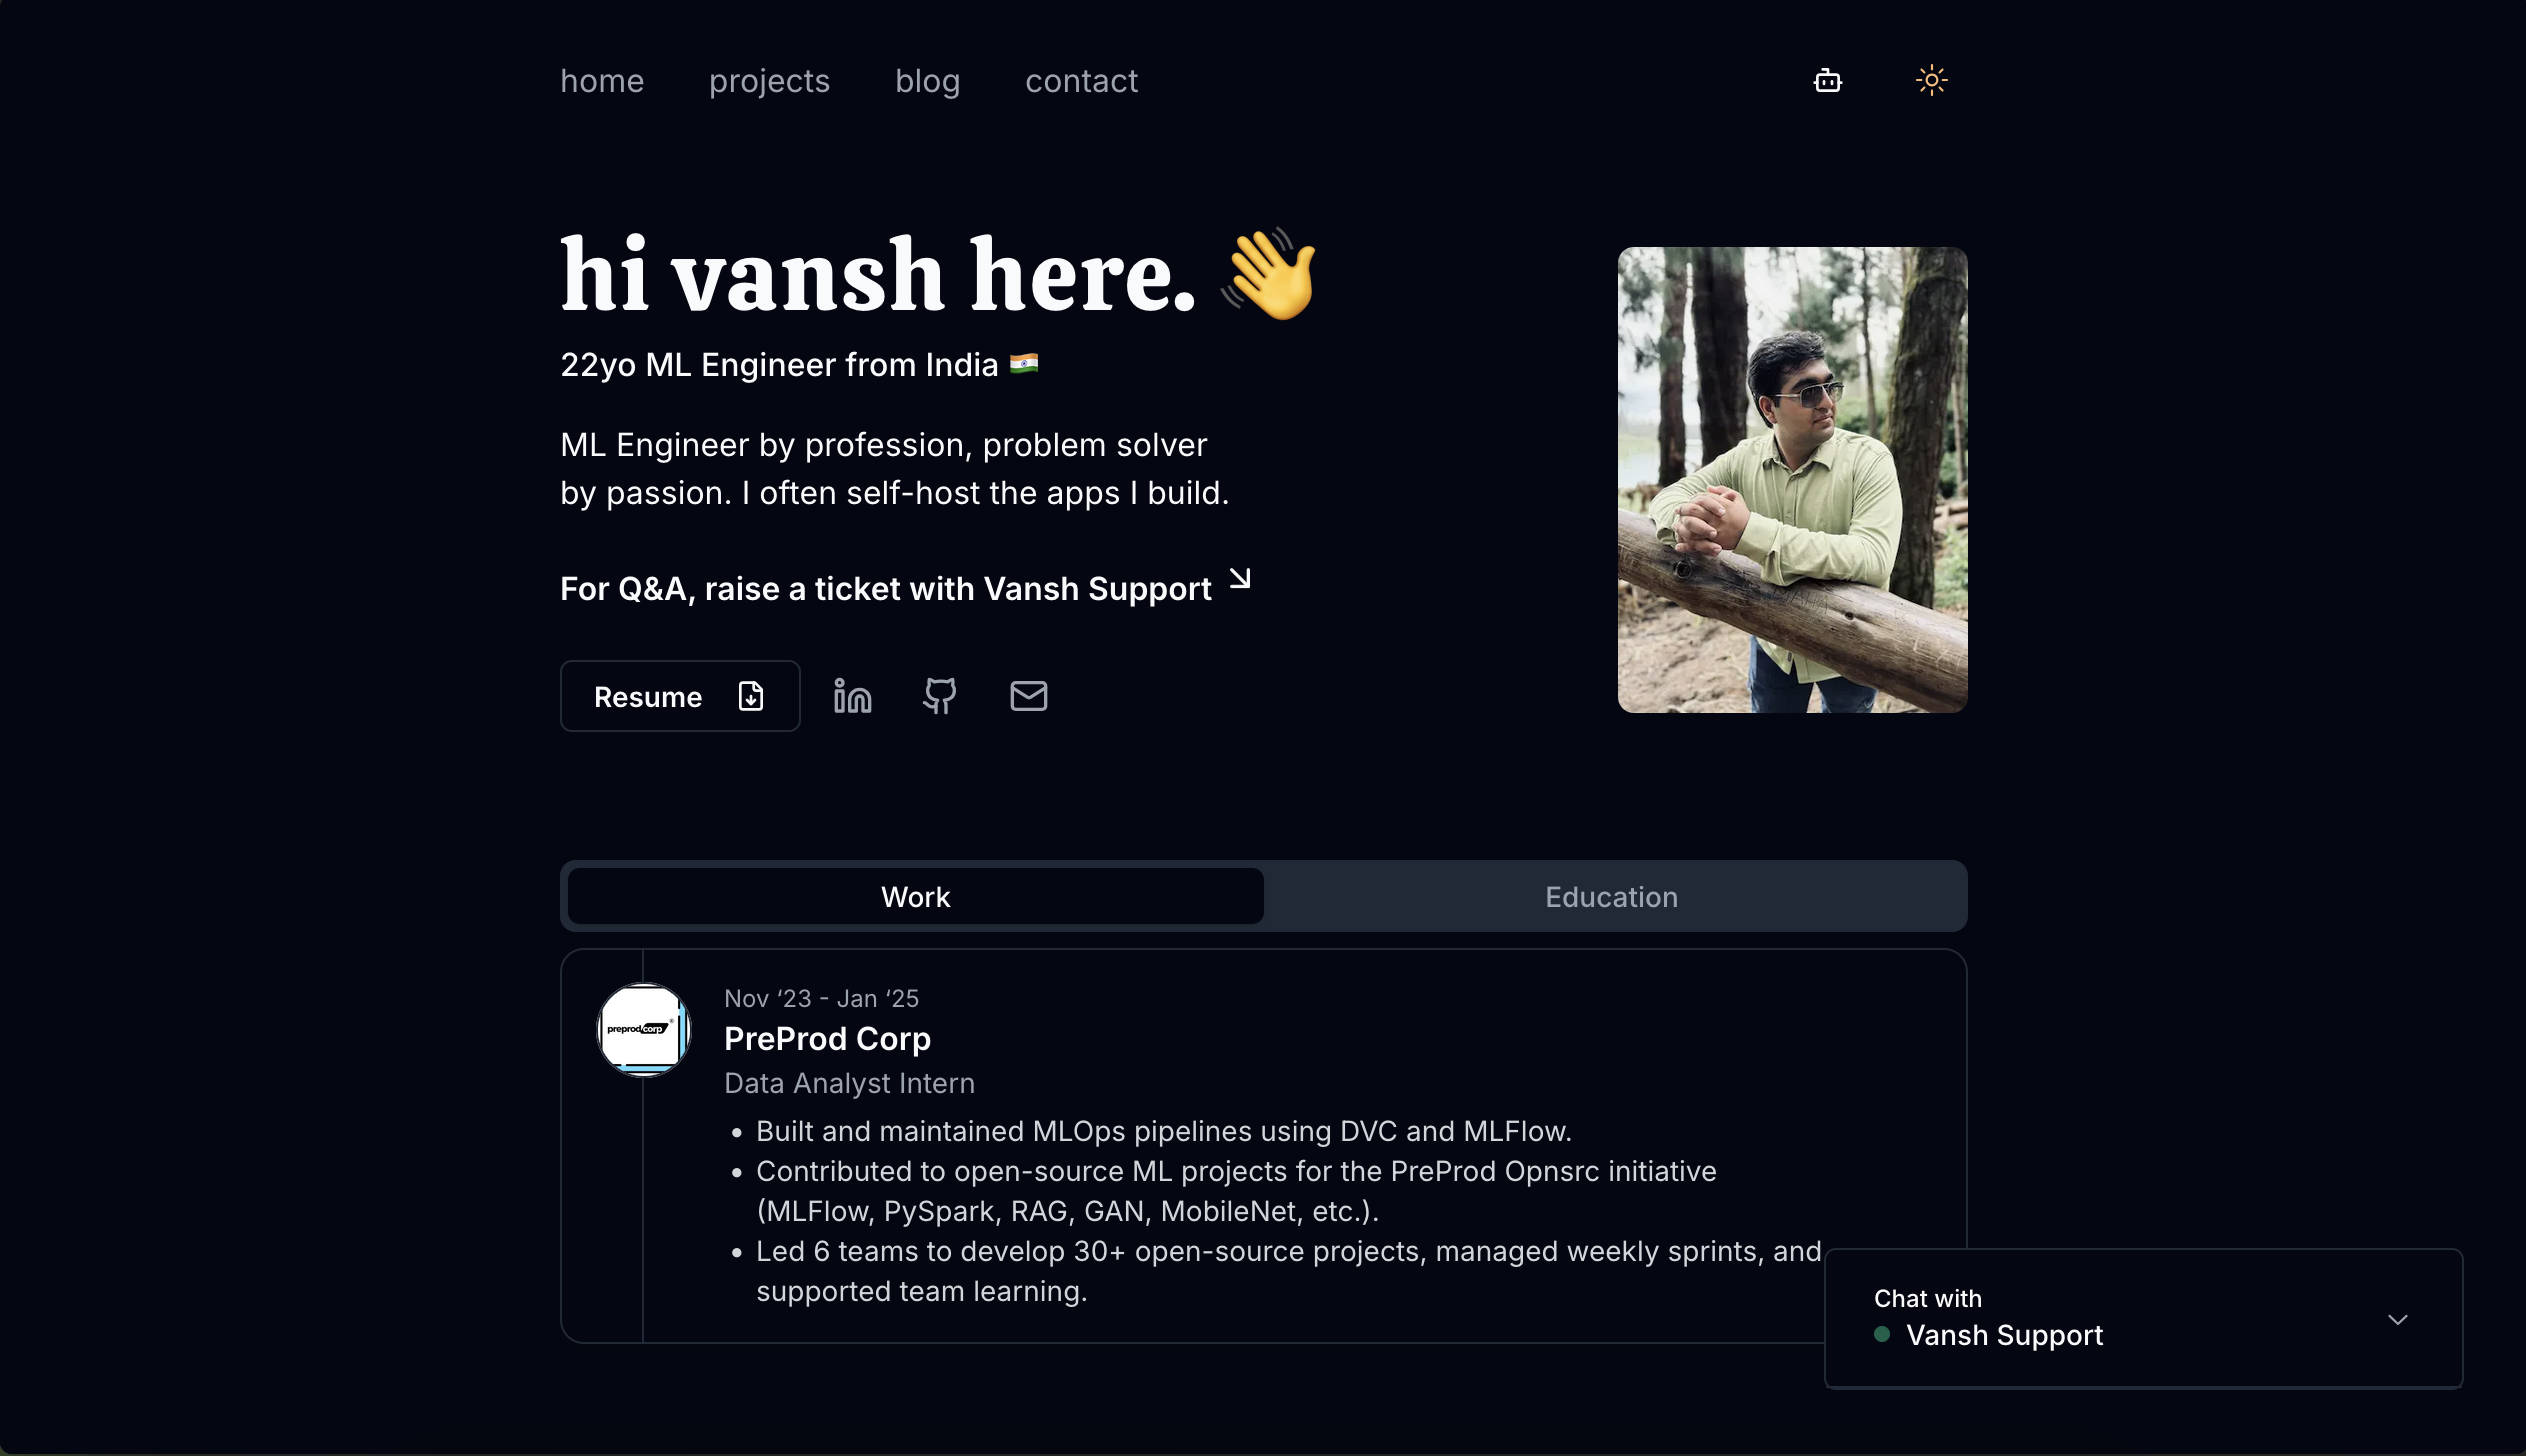 home projects blog contact
hi vansh here. 👋
22yo ML Engineer from India 🇮🇳
ML Engineer by profession, problem solver
by passion. I often self-host the apps I build.
For Q&A, raise a ticket with Vansh Support
Resume
Work Education
Nov ‘23 - Jan ‘25
preprod corp
PreProd Corp
Data Analyst Intern
• Built and maintained MLOps pipelines using DVC and MLFlow.
• Contributed to open-source ML projects for the PreProd Opnsrc initiative
(MLFlow, PySpark, RAG, GAN, MobileNet, etc.).
• Led 6 teams to develop 30+ open-source projects, managed weekly sprints, and
supported team learning.
Chat with
Vansh Support